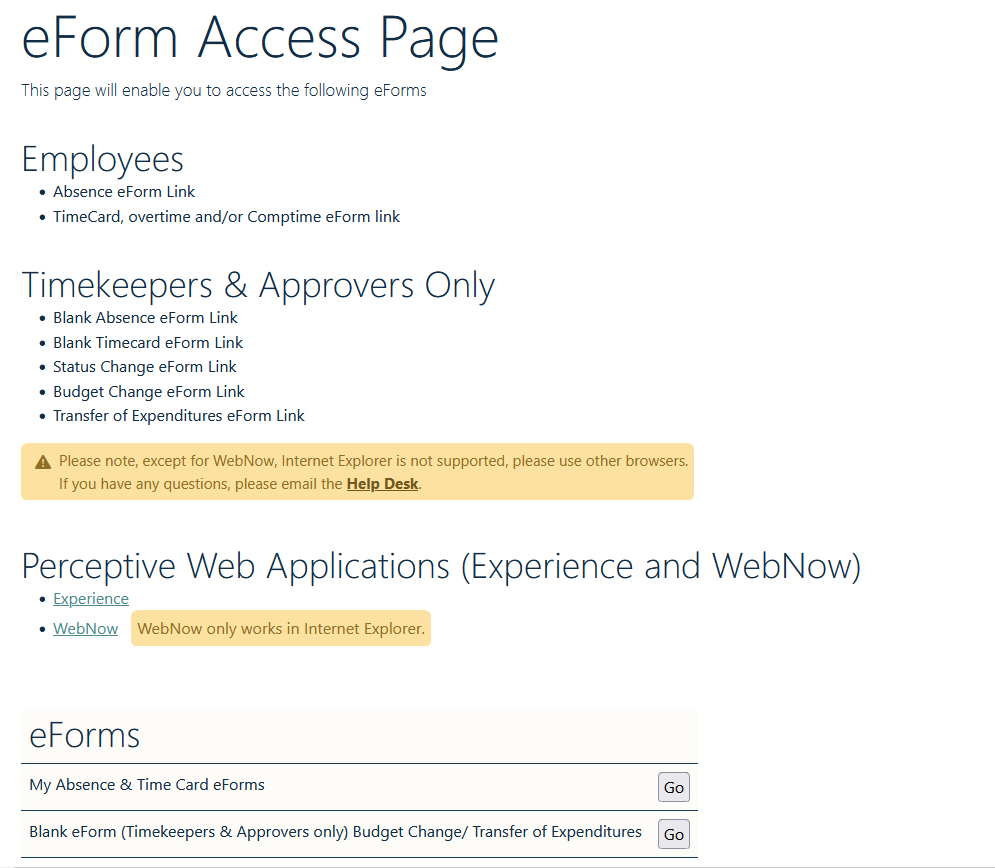 eForm Access Page
This page will enable you to access the following eForms
Employees
Absence eForm Link
TimeCard, overtime and/or Comptime eForm link
Timekeepers & Approvers Only
Blank Absence eForm Link
Blank Timecard eForm Link
Status Change eForm Link
Budget Change eForm Link
Transfer of Expenditures eForm Link
Please note, except for WebNow, Internet Explorer is not supported, please use other browsers.
If you have any questions, please email the Help Desk.
Perceptive Web Applications (Experience and WebNow)
Experience
WebNow WebNow only works in Internet Explorer.
eForms
My Absence & Time Card eForms Go
Blank eForm (Timekeepers & Approvers only) Budget Change/ Transfer of Expenditures Go